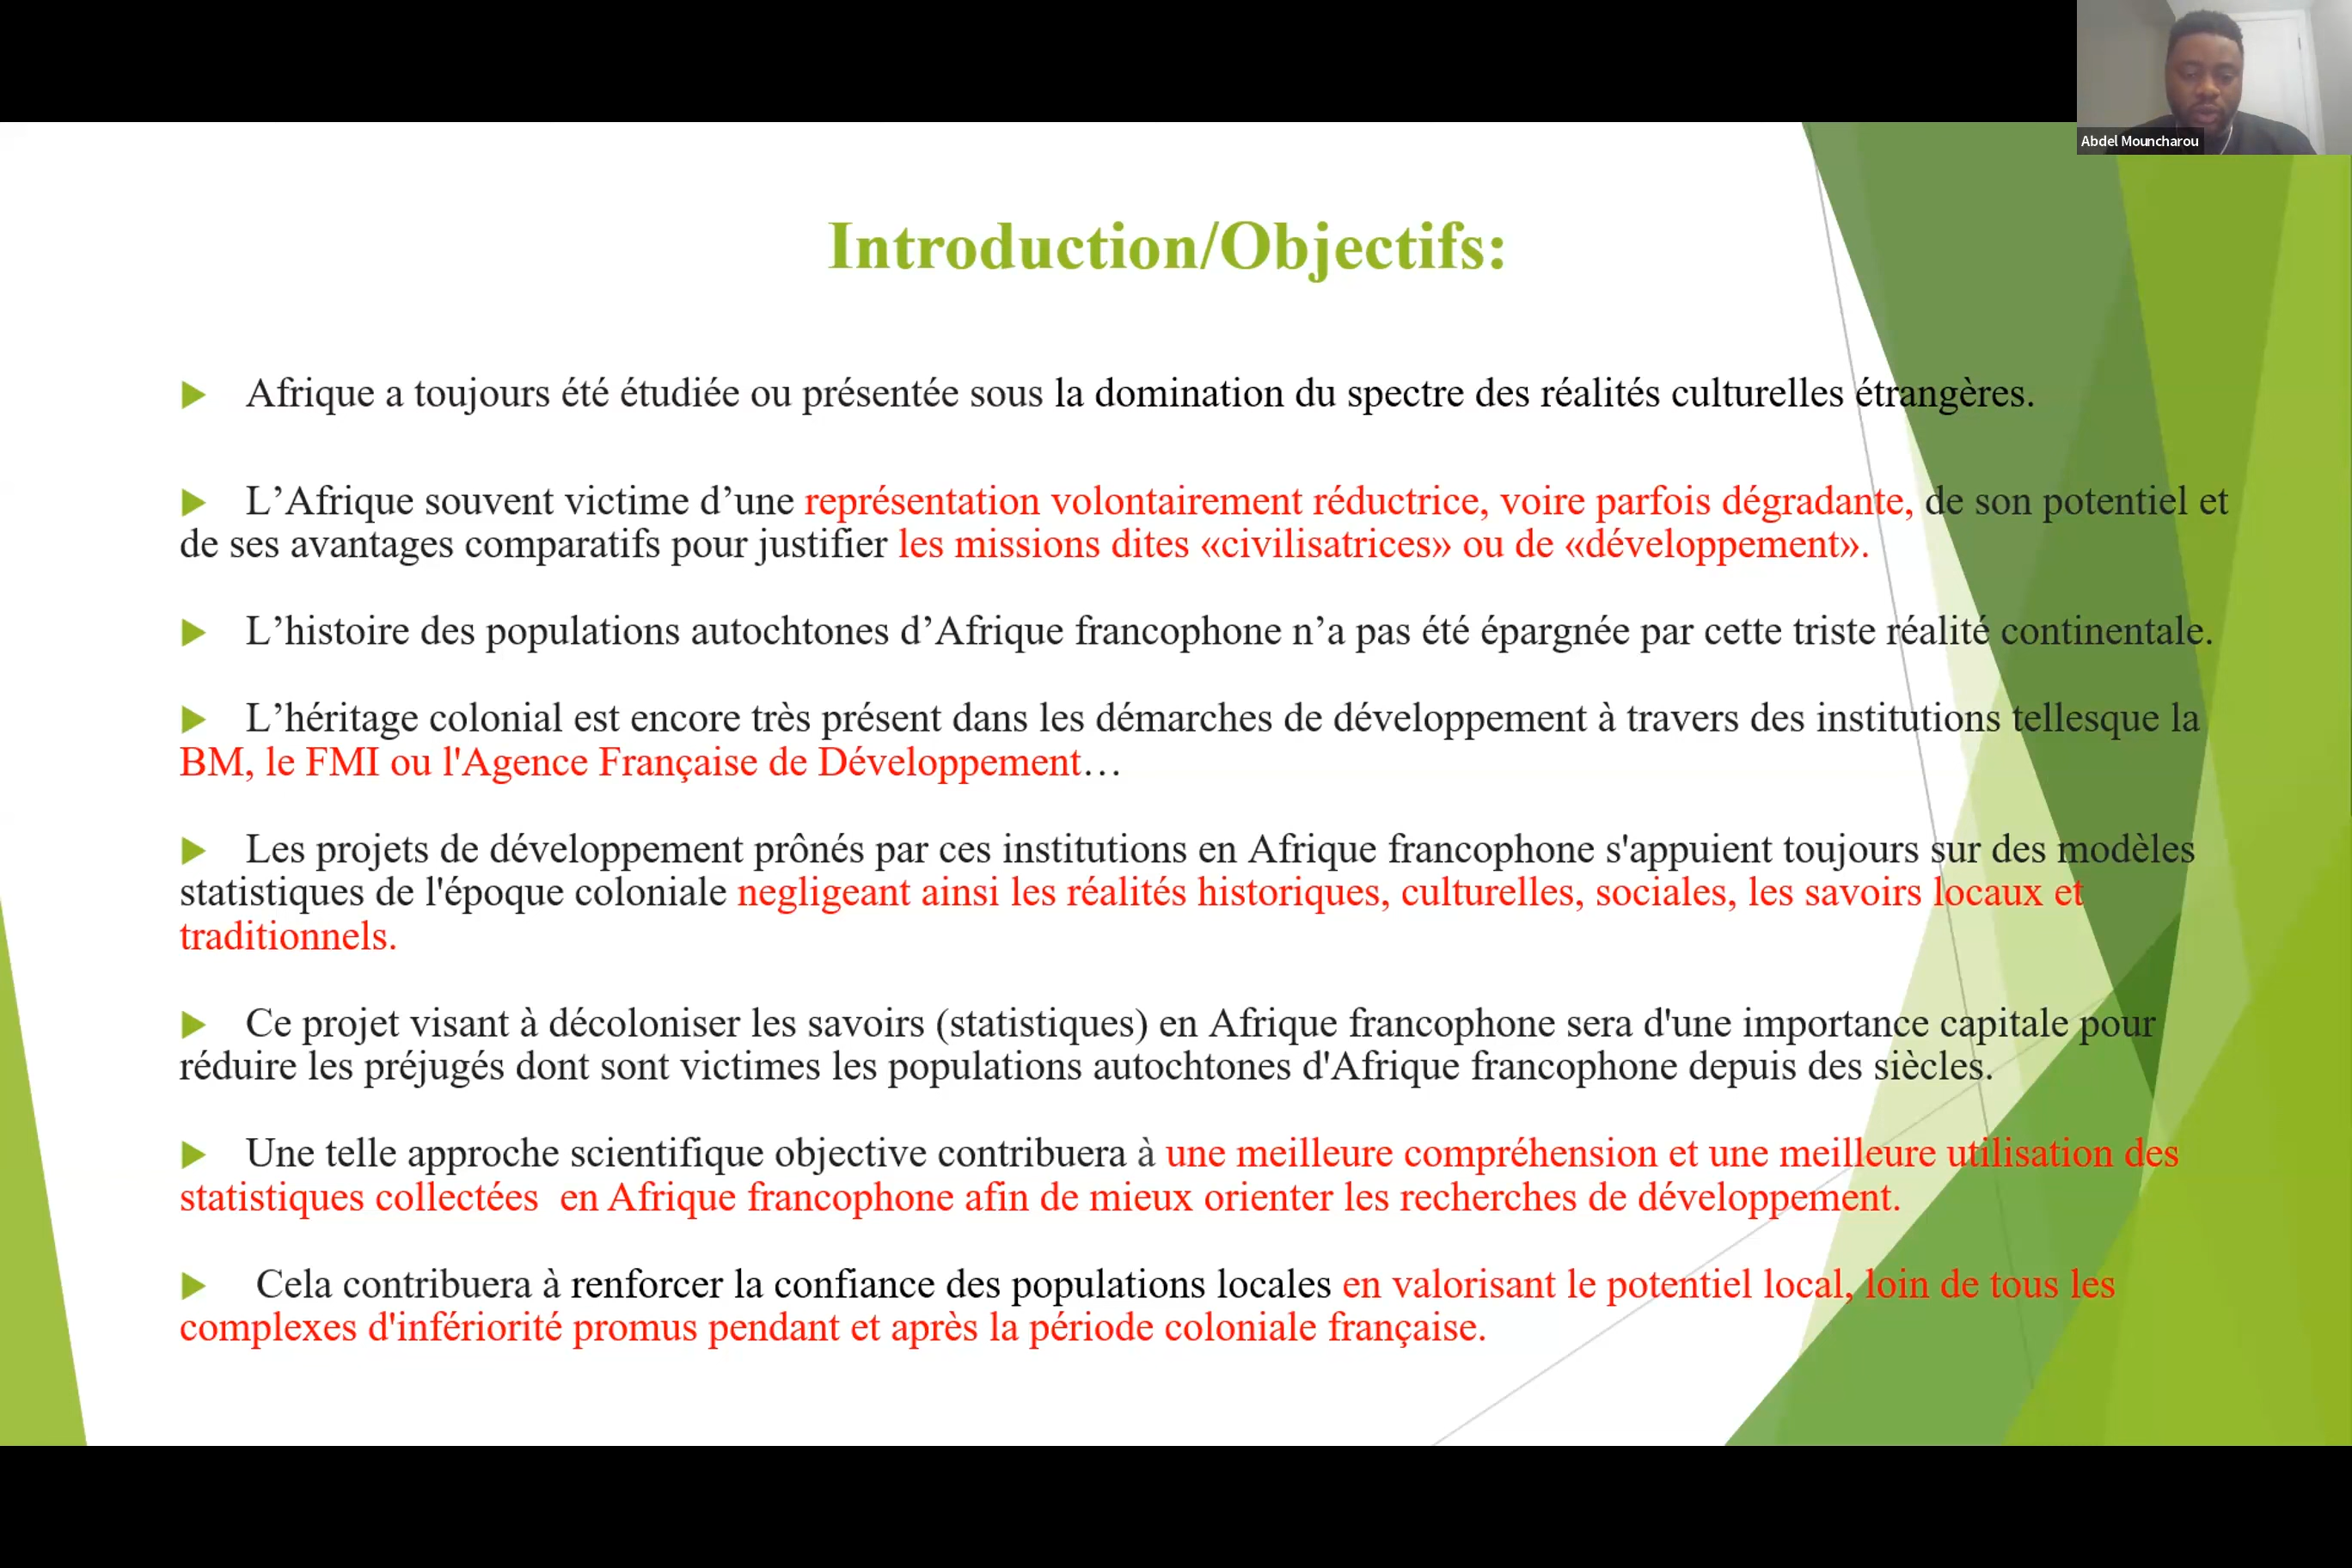 Abdel Mouncharou
Introduction/Objectifs:
Afrique a toujours été étudiée ou présentée sous la domination du spectre des réalités culturelles étrangères.
L’Afrique souvent victime d’une représentation volontairement réductrice, voire parfois dégradante, de son potentiel et
de ses avantages comparatifs pour justifier les missions dites «civilisatrices» ou de «développement».
L’histoire des populations autochtones d’Afrique francophone n’a pas été épargnée par cette triste réalité continentale.
L’héritage colonial est encore très présent dans les démarches de développement à travers des institutions tellesque la
BM, le FMI ou l'Agence Française de Développement…
Les projets de développement prônés par ces institutions en Afrique francophone s'appuient toujours sur des modèles
statistiques de l'époque coloniale negligeant ainsi les réalités historiques, culturelles, sociales, les savoirs locaux et
traditionnels.
Ce projet visant à décoloniser les savoirs (statistiques) en Afrique francophone sera d'une importance capitale pour
réduire les préjugés dont sont victimes les populations autochtones d'Afrique francophone depuis des siècles.
Une telle approche scientifique objective contribuera à une meilleure compréhension et une meilleure utilisation des
statistiques collectées  en Afrique francophone afin de mieux orienter les recherches de développement.
Cela contribuera à renforcer la confiance des populations locales en valorisant le potentiel local, loin de tous les
complexes d'infériorité promus pendant et après la période coloniale française.